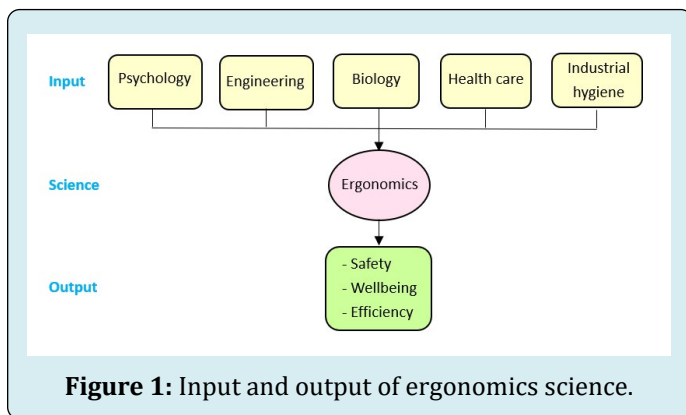 Input
Psychology
Engineering
Biology
Health care
Industrial
hygiene
Science
Ergonomics
Output
- Safety
- Wellbeing
- Efficiency
Figure 1: Input and output of ergonomics science.